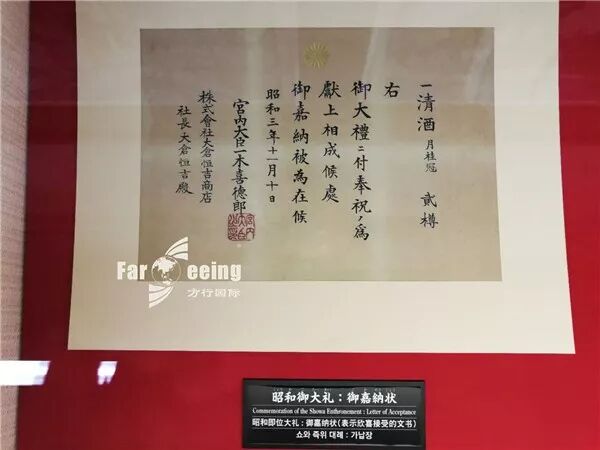 一清酒 月桂冠 貳樽
右
御大禮ニ付奉祝ノ為
獻上相成候處
御嘉納被為在候
昭和三年十一月十日
宮內大臣一木喜德郎
株式會社大倉恒吉商店
社長大倉恒吉殿
Far eeing
方行国际
昭和御大礼：御嘉納状
Commemoration of the Showa Enthronement : Letter of Acceptance
昭和即位大礼：御嘉纳状(表示欣喜接受的文书)
쇼와 즉위 대례 : 가납장